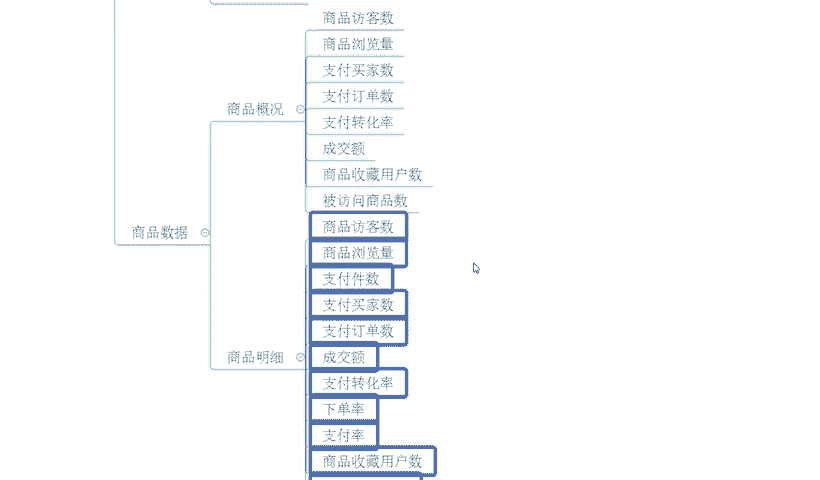 商品访客数
商品浏览量
支付买家数
支付订单数
商品概况
支付转化率
成交额
商品收藏用户数
被访问商品数
商品数据
商品访客数
商品浏览量
支付件数
支付买家数
支付订单数
商品明细
成交额
支付转化率
下单率
支付率
商品收藏用户数